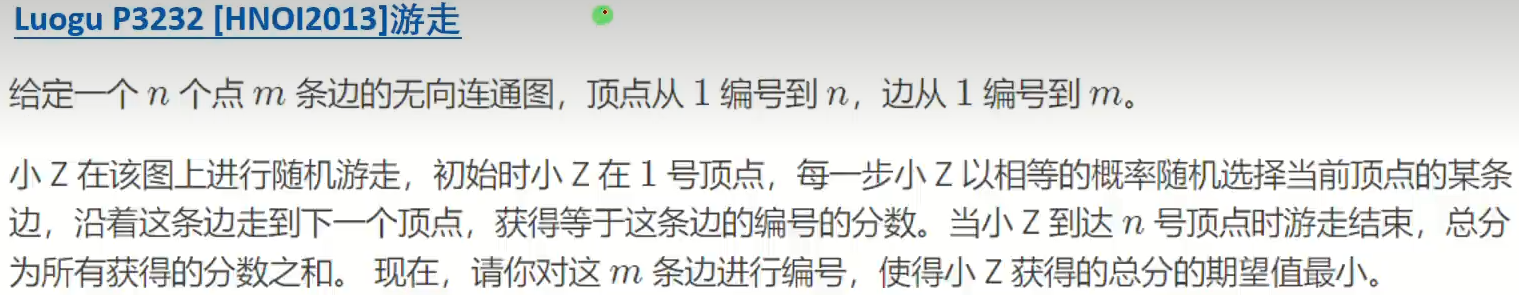 Luogu P3232 [HNOI2013]游走
给定一个 n 个点 m 条边的无向连通图，顶点从 1 编号到 n，边从 1 编号到 m。
小 Z 在该图上进行随机游走，初始时小 Z 在 1 号顶点，每一步小 Z 以相等的概率随机选择当前顶点的某条
边，沿着这条边走到下一个顶点，获得等于这条边的编号的分数。当小 Z 到达 n 号顶点时游走结束，总分
为所有获得的分数之和。 现在，请你对这 m 条边进行编号，使得小 Z 获得的总分的期望值最小。